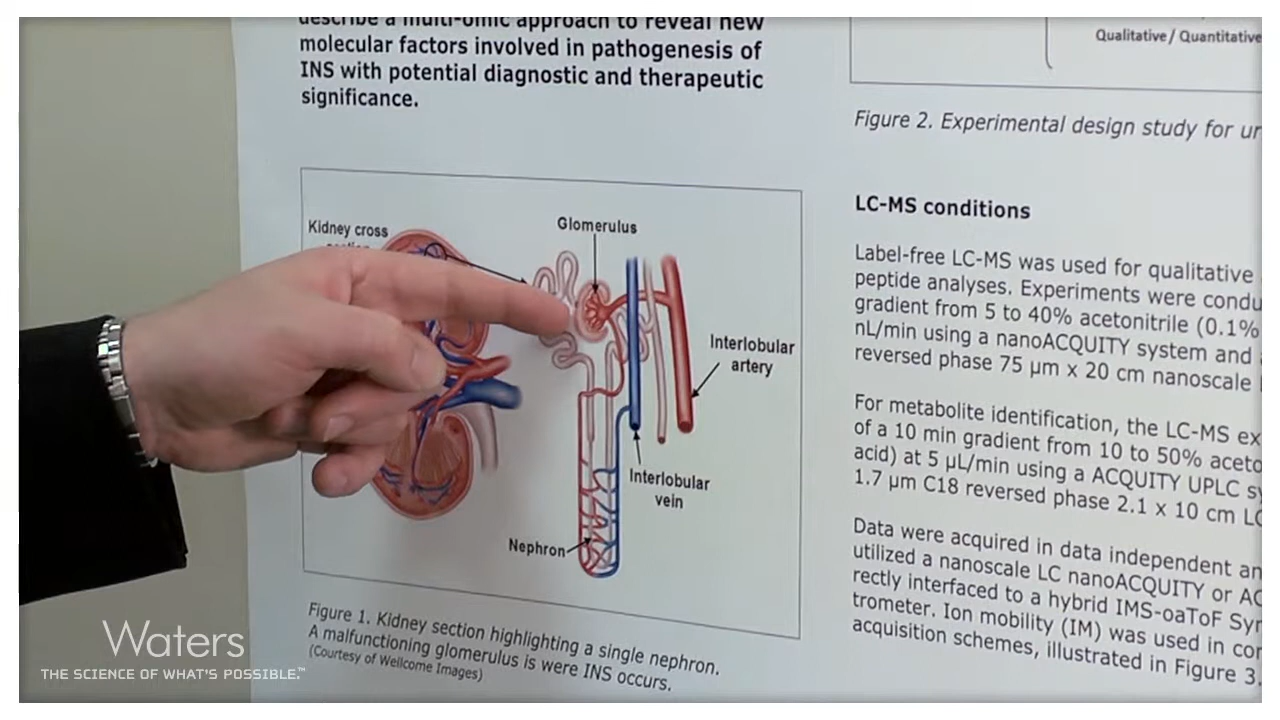 describe a multi-omic approach to reveal new
molecular factors involved in pathogenesis of
INS with potential diagnostic and therapeutic
significance.
Kidney cross
Glomerulus
Interlobular
artery
Interlobular
vein
Nephron
Figure 1. Kidney section highlighting a single nephron.
A malfunctioning glomerulus is were INS occurs.
(Courtesy of Wellcome Images)
Qualitative / Quantitative
Figure 2. Experimental design study for
LC-MS conditions
Label-free LC-MS was used for qualitative
peptide analyses. Experiments were
gradient from 5 to 40% acetonitrile (0.1%
nL/min using a nanoACQUITY system and
reversed phase 75 µm x 20 cm nanoscale
For metabolite identification, the LC-MS
of a 10 min gradient from 10 to 50%
acid) at 5 µL/min using a ACQUITY UPLC
1.7 µm C18 reversed phase 2.1 x 10 cm
Data were acquired in data independent
utilized a nanoscale LC nanoACQUITY or
rectly interfaced to a hybrid IMS-oaToF
trometer. Ion mobility (IM) was used in
acquisition schemes, illustrated in Figure 3.
Waters
THE SCIENCE OF WHAT'S POSSIBLE.™